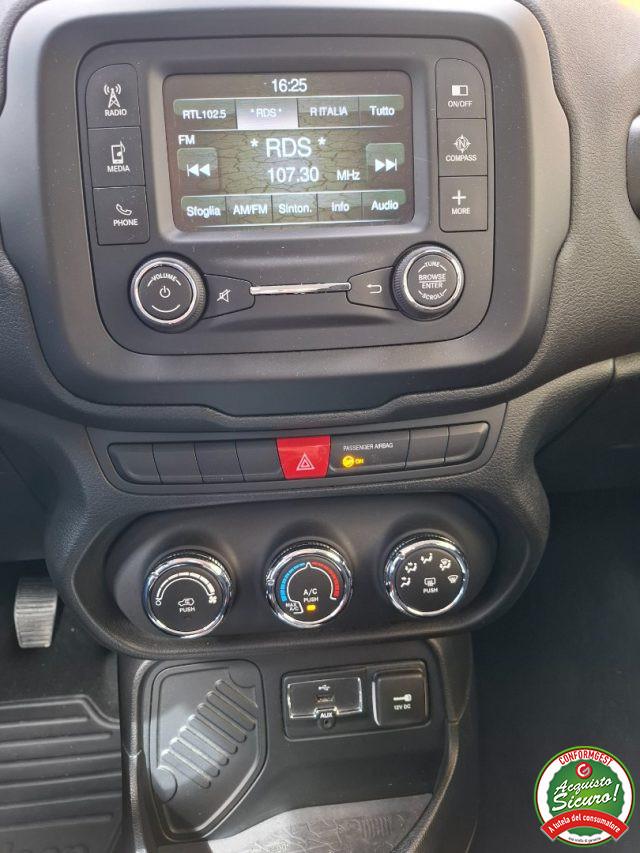 16:25
RTL102.5 * RDS * R ITALIA Tutto
FM
* RDS *
107.30 MHz
Sfoglia AM/FM Sinton. Info Audio
RADIO
MEDIA
PHONE
ON/OFF
COMPASS
MORE
VOLUME
TUNE
BROWSE
ENTER
SCROLL
PASSENGER AIRBAG
ON
PUSH
A/C
PUSH
MAX
A/C
PUSH
AUX
12V DC
CONFORMGEST
Acquisto
Sicuro!
A tutela del consumatore